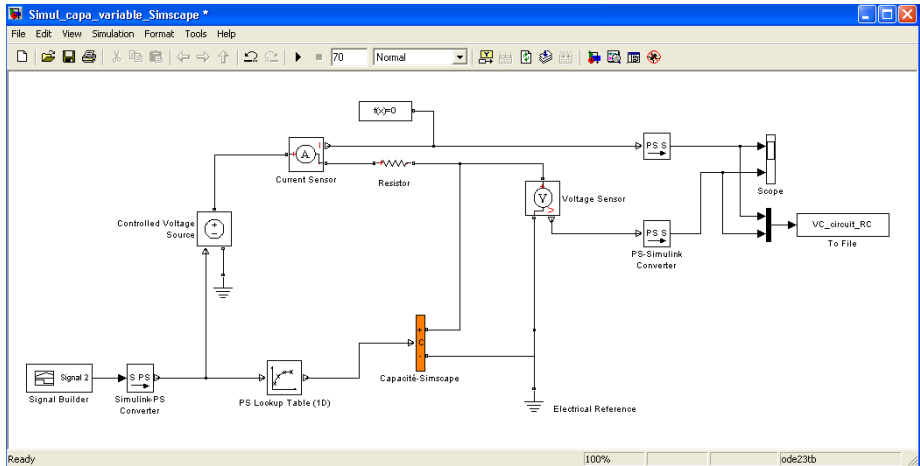 Simul_capa_variable_Simscape *
File Edit View Simulation Format Tools Help
70 Normal
f(x)=0
A
I
Current Sensor
Resistor
PS S
Scope
V
Voltage Sensor
Controlled Voltage
Source
PS S
PS-Simulink
Converter
VC_circuit_RC
To File
+
C
-
Capacité-Simscape
Signal 2
Signal Builder
S PS
Simulink-PS
Converter
PS Lookup Table (1D)
Electrical Reference
Ready 100% ode23tb